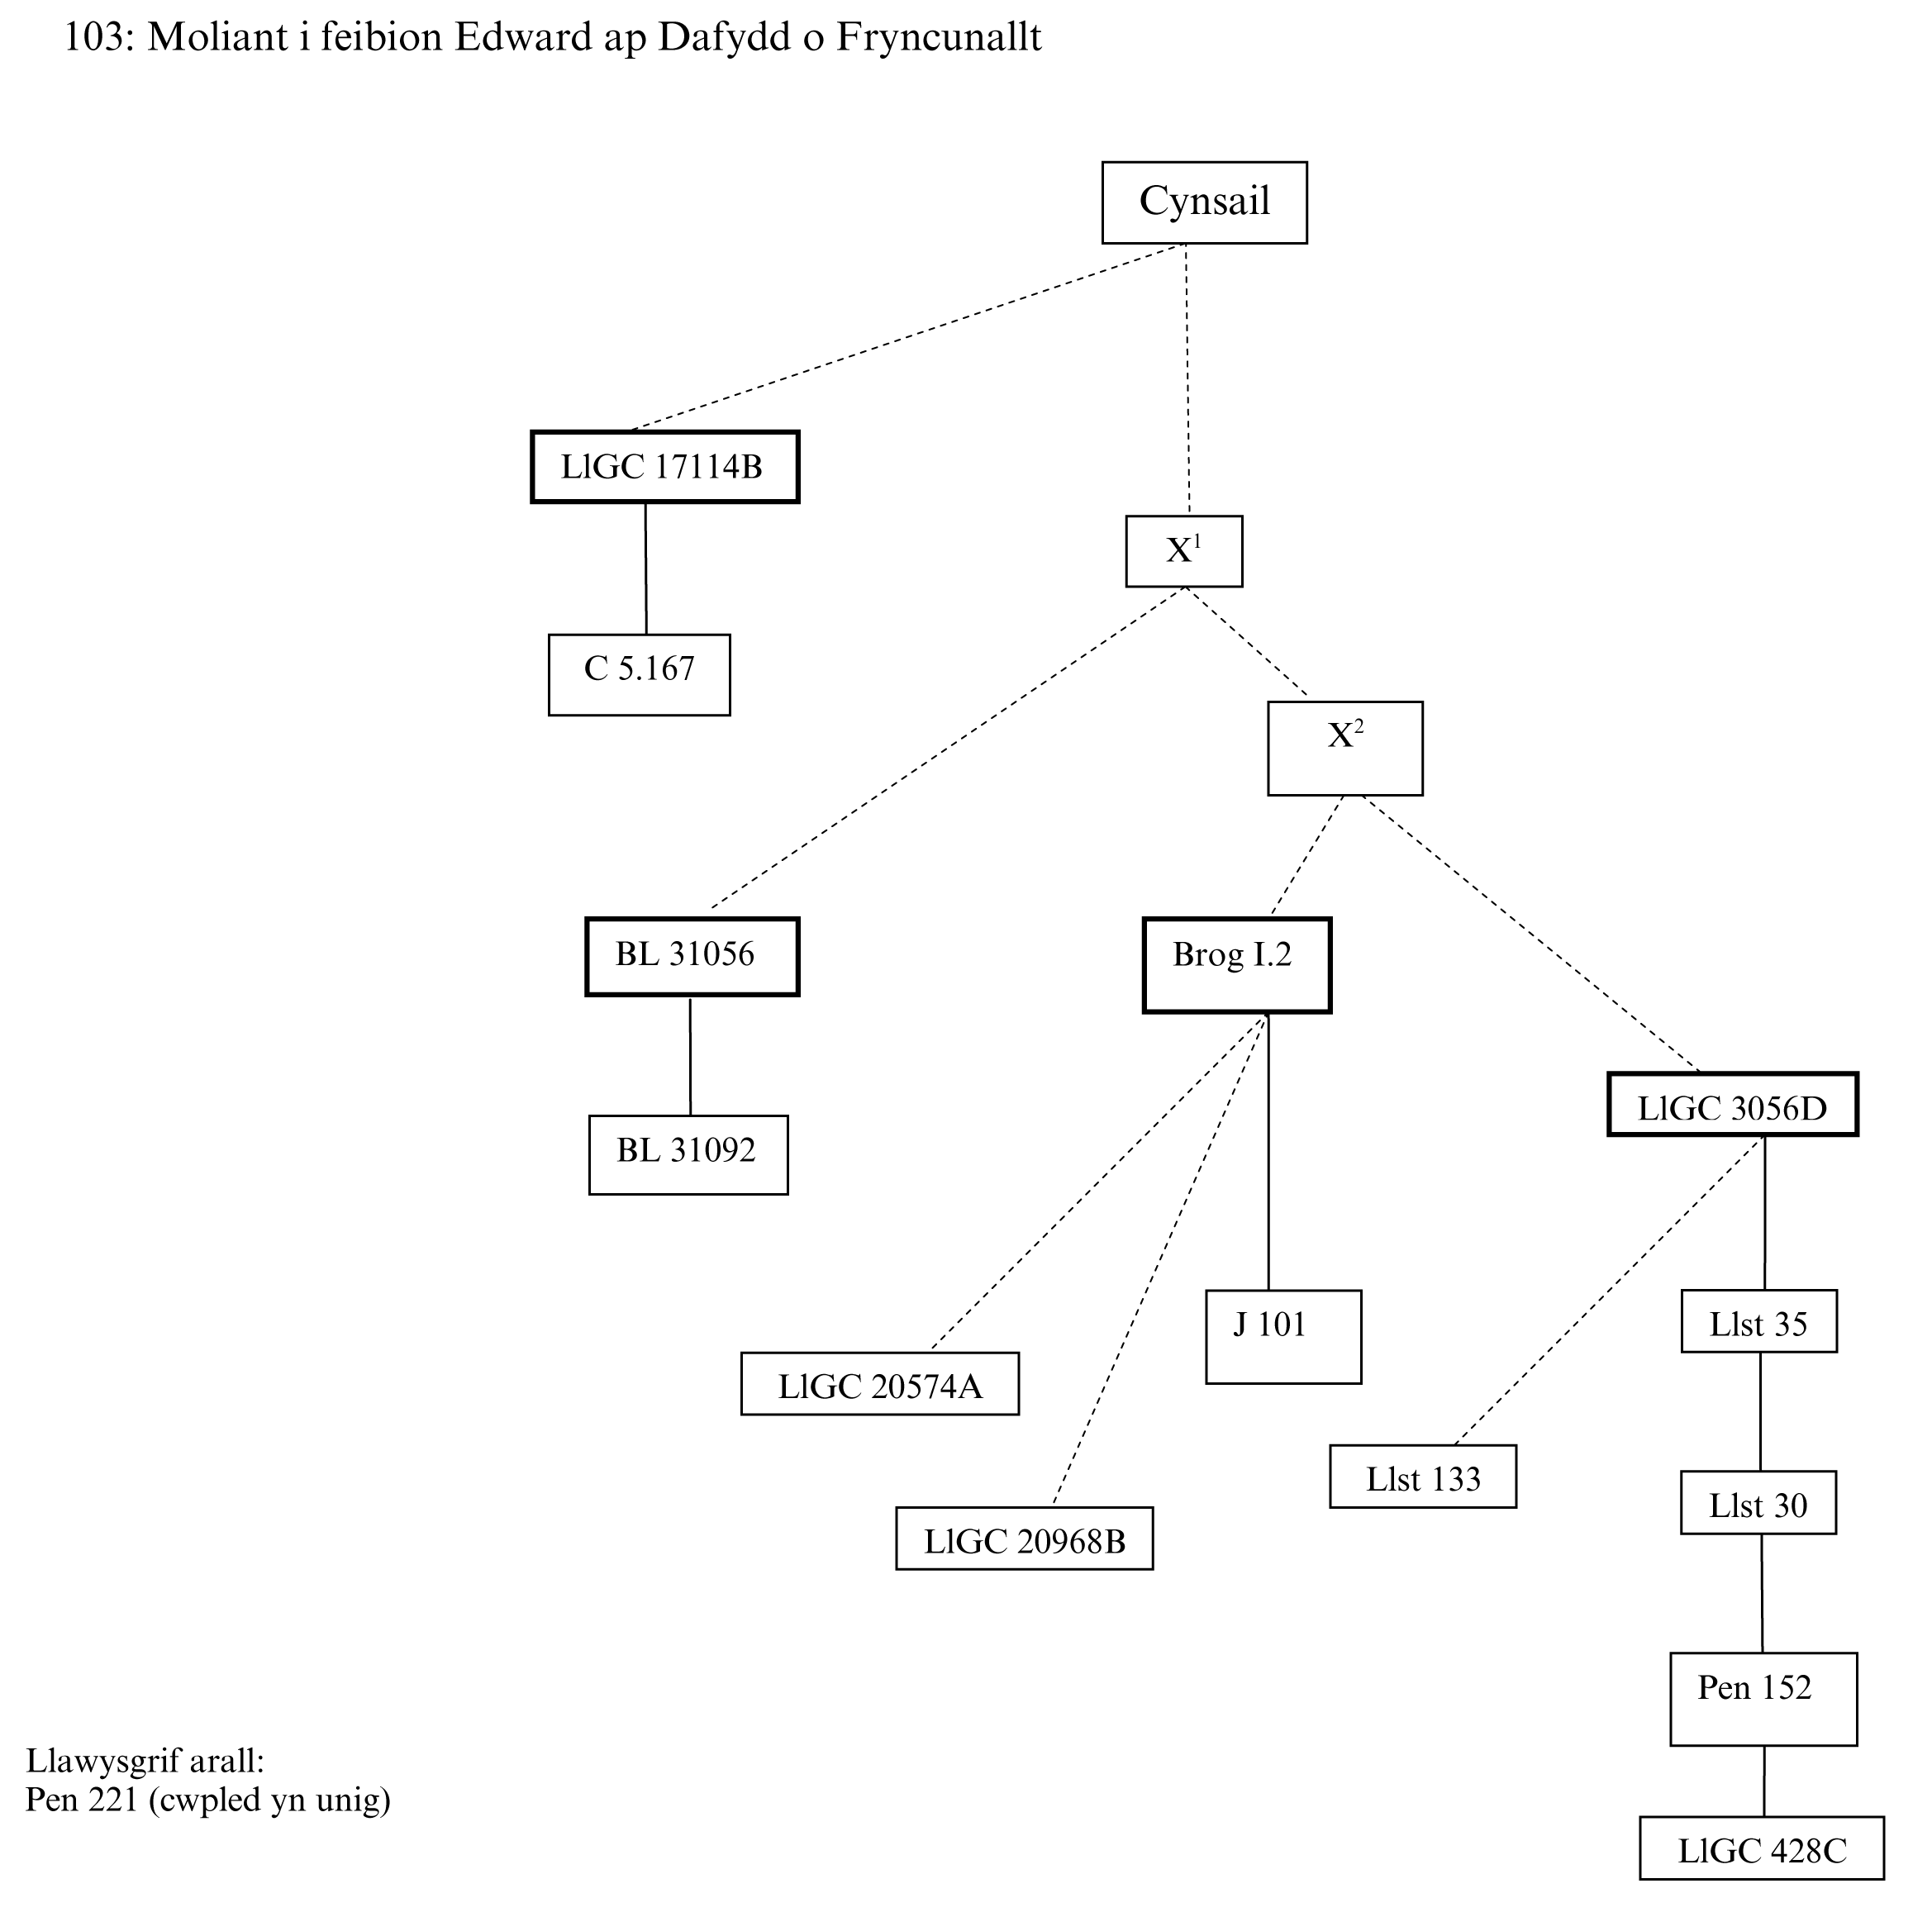 103: Moliant i feibion Edward ap Dafydd o Fryncunallt
Cynsail
LlGC 17114B
X¹
C 5.167
X²
BL 31056
Brog I.2
LlGC 3056D
BL 31092
J 101
Llst 35
LlGC 20574A
Llst 133
Llst 30
LlGC 20968B
Pen 152
Llawysgrif arall:
Pen 221 (cwpled yn unig)
LlGC 428C